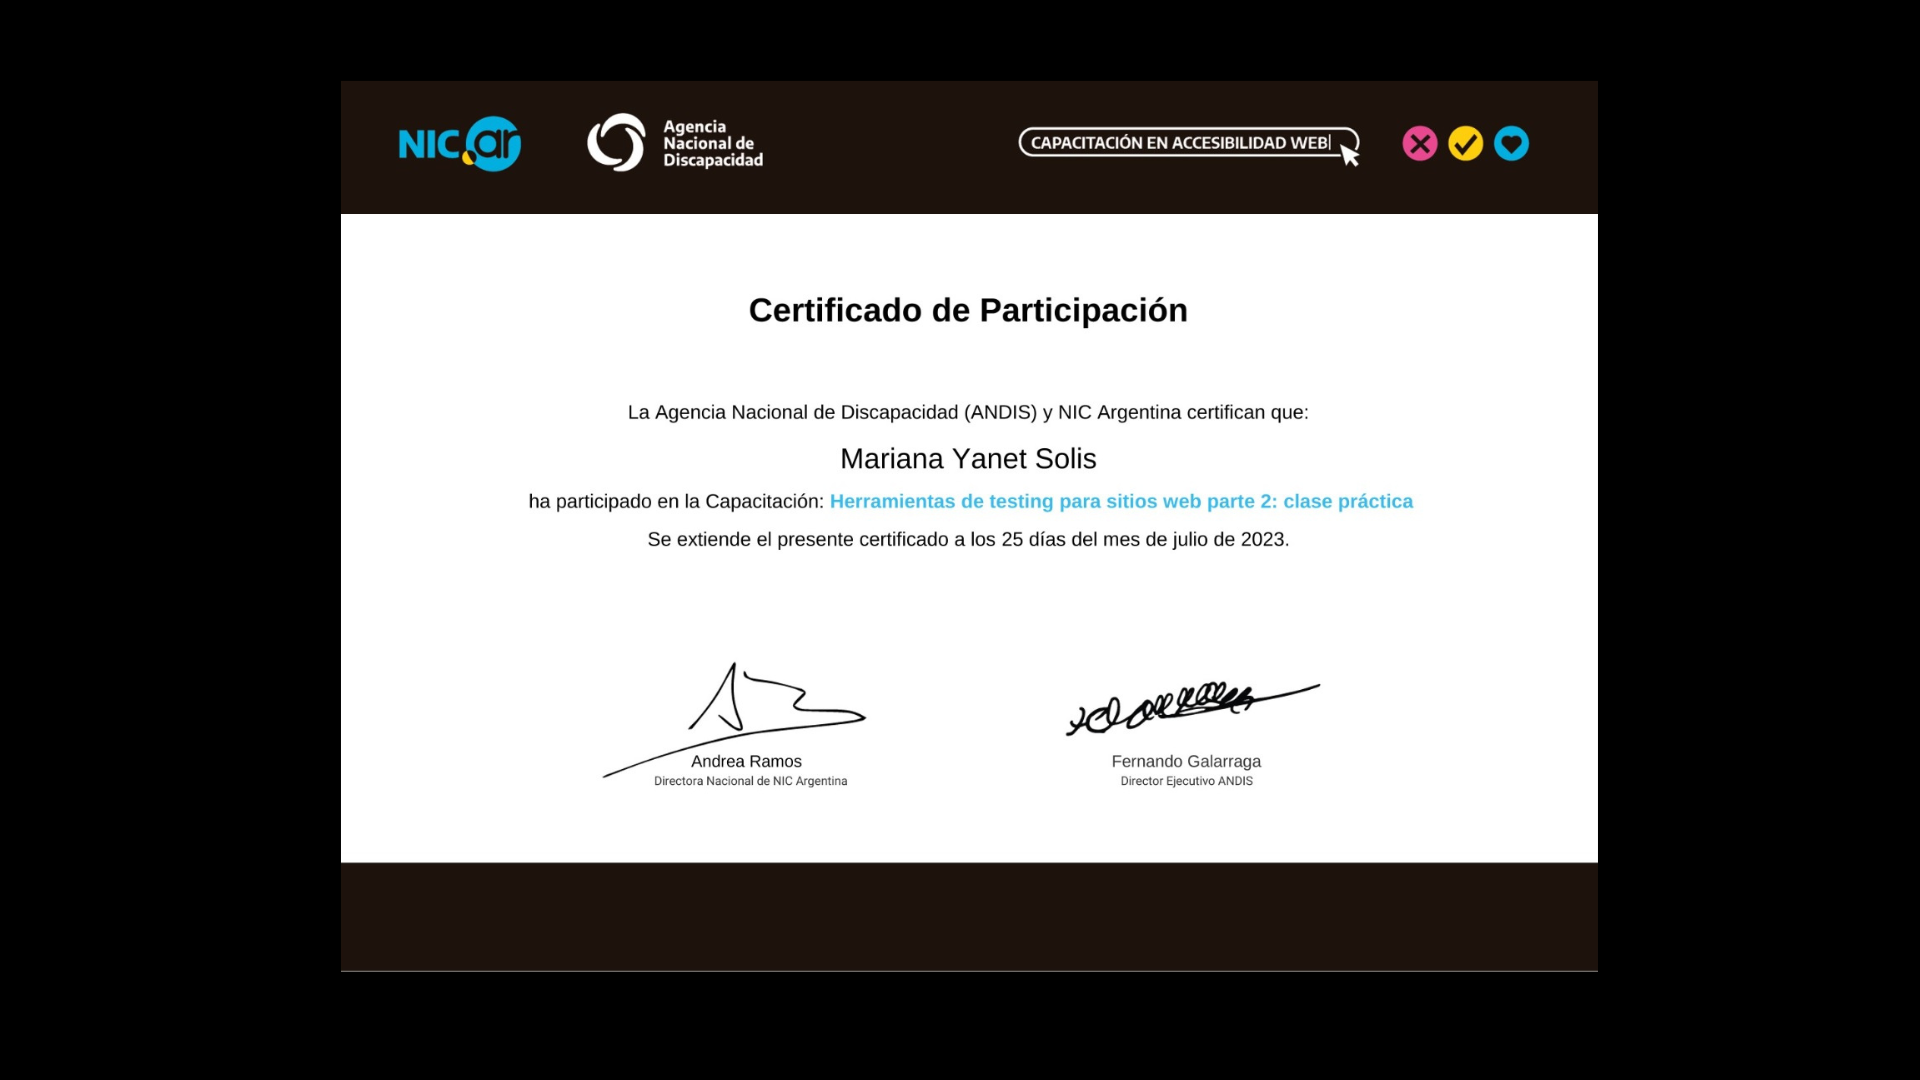 NIC.ar
Agencia
Nacional de
Discapacidad
CAPACITACIÓN EN ACCESIBILIDAD WEB
Certificado de Participación
La Agencia Nacional de Discapacidad (ANDIS) y NIC Argentina certifican que:
Mariana Yanet Solis
ha participado en la Capacitación: Herramientas de testing para sitios web parte 2: clase práctica
Se extiende el presente certificado a los 25 días del mes de julio de 2023.
Andrea Ramos
Directora Nacional de NIC Argentina
Fernando Galarraga
Director Ejecutivo ANDIS